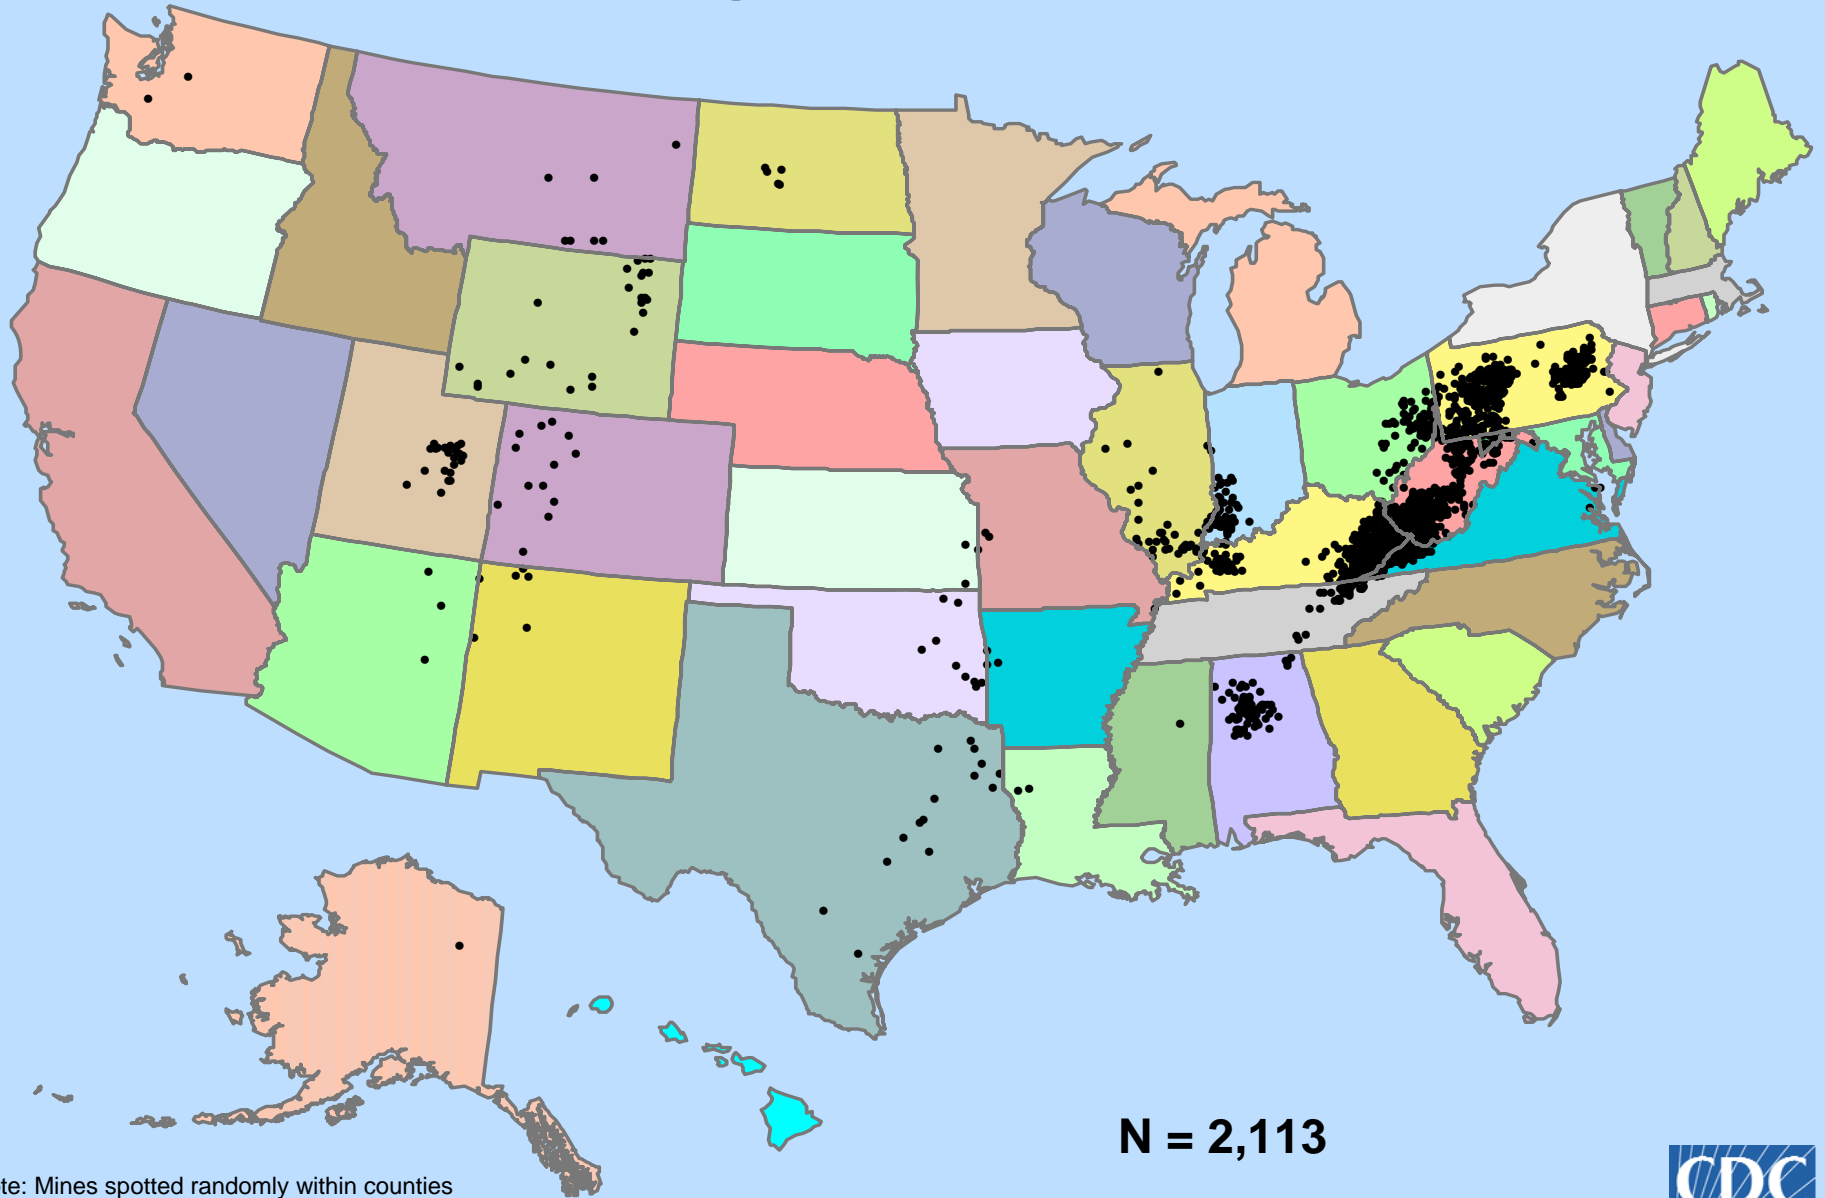 N = 2,113
te: Mines spotted randomly within counties
CDC